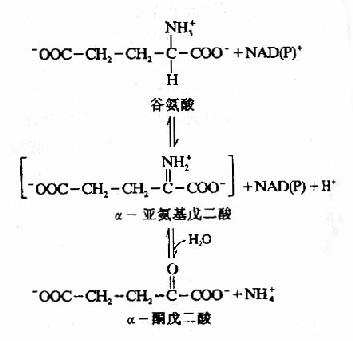 NH₃⁺
⁻OOC—CH₂—CH₂—C—COO⁻ + NAD(P)⁺
H
谷氨酸
NH₂⁺
[⁻OOC—CH₂—CH₂—C—COO⁻] + NAD(P) + H⁺
α-亚氨基戊二酸
H₂O
O
⁻OOC—CH₂—CH₂—C—COO⁻ + NH₄⁺
α-酮戊二酸